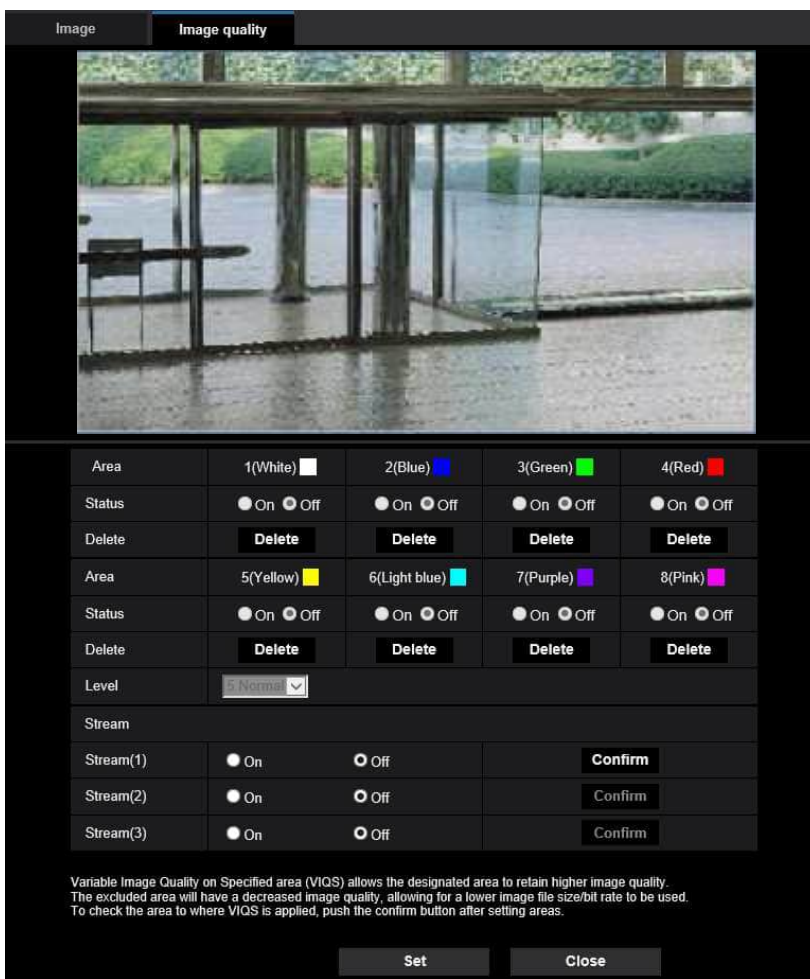 Image Image quality
Area 1(White) 2(Blue) 3(Green) 4(Red)
Status On Off On Off On Off On Off
Delete Delete Delete Delete Delete
Area 5(Yellow) 6(Light blue) 7(Purple) 8(Pink)
Status On Off On Off On Off On Off
Delete Delete Delete Delete Delete
Level 5 Normal
Stream
Stream(1) On Off Confirm
Stream(2) On Off Confirm
Stream(3) On Off Confirm
Variable Image Quality on Specified area (VIQS) allows the designated area to retain higher image quality.
The excluded area will have a decreased image quality, allowing for a lower image file size/bit rate to be used.
To check the area to where VIQS is applied, push the confirm button after setting areas.
Set Close